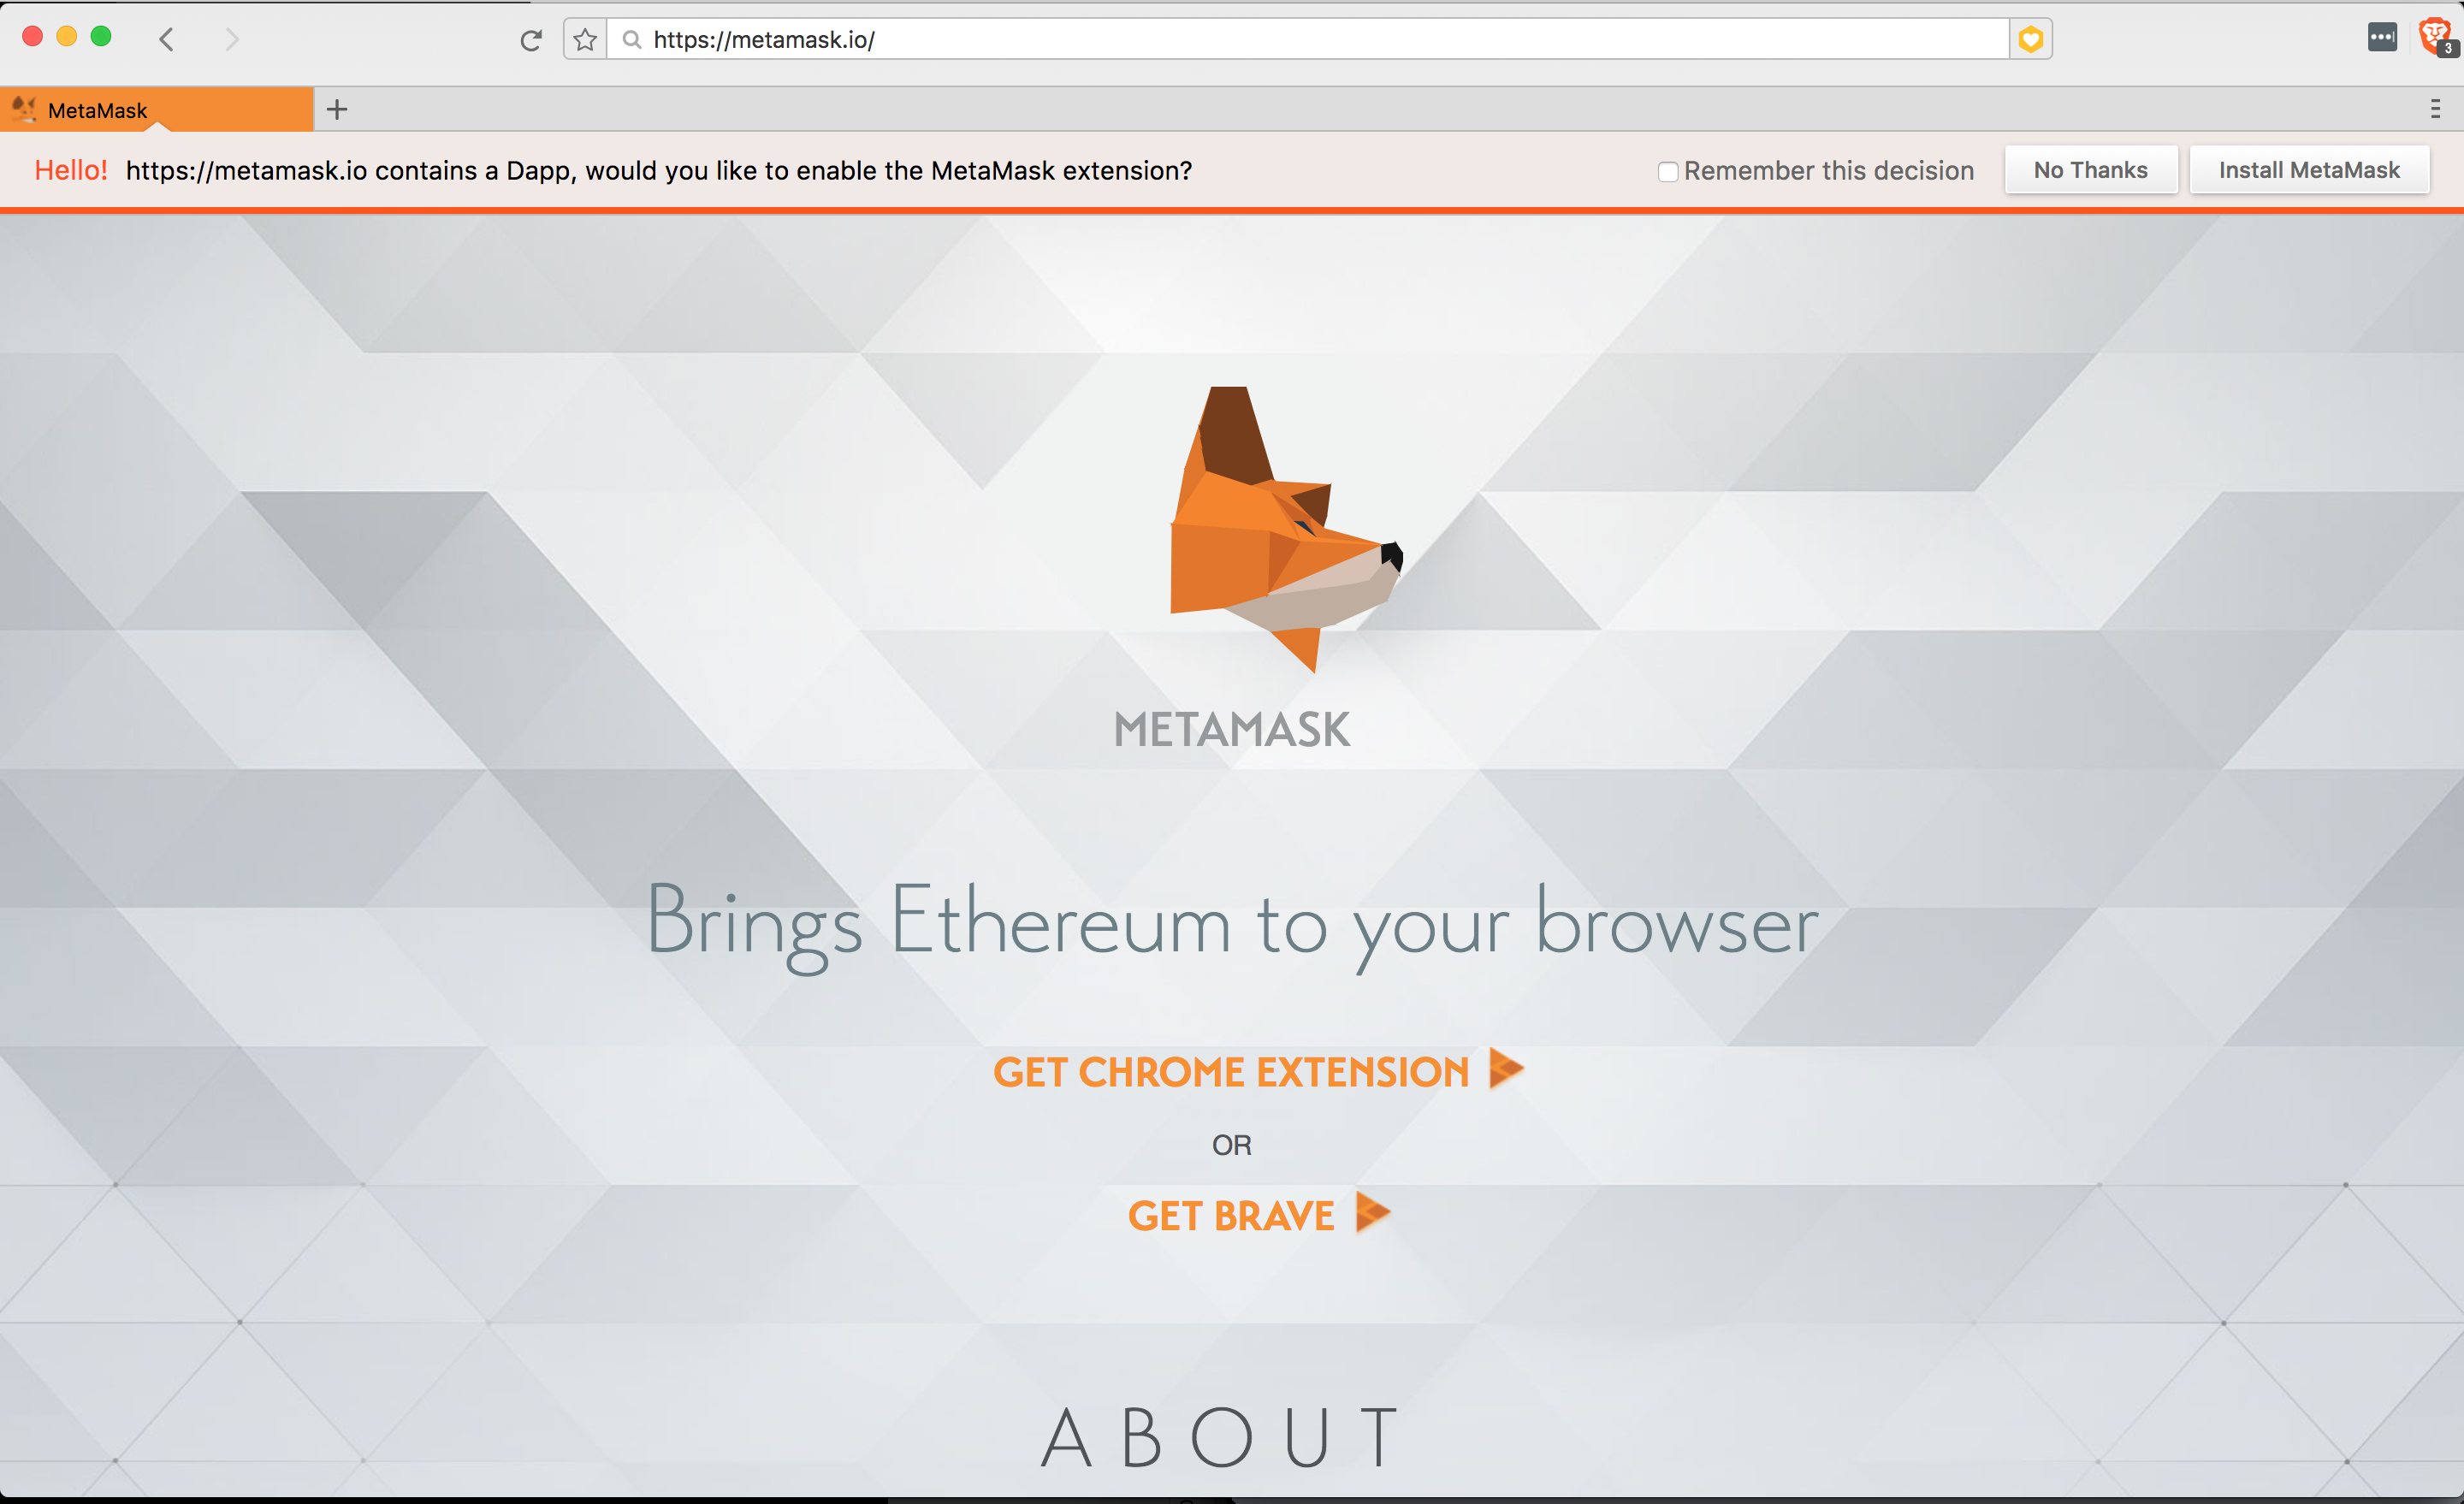 https://metamask.io/
3
MetaMask
Hello! https://metamask.io contains a Dapp, would you like to enable the MetaMask extension?
Remember this decision
No Thanks
Install MetaMask
METAMASK
Brings Ethereum to your browser
GET CHROME EXTENSION
OR
GET BRAVE
ABOUT